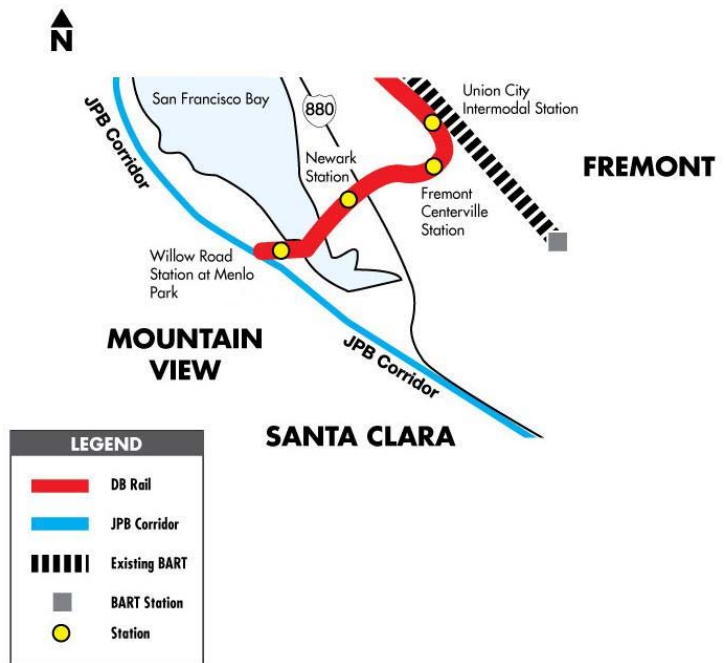 N
San Francisco Bay
880
Union City
Intermodal Station
JPB Corridor
Newark
Station
FREMONT
Fremont
Centerville
Station
Willow Road
Station at Menlo
Park
MOUNTAIN
VIEW
JPB Corridor
SANTA CLARA
LEGEND
DB Rail
JPB Corridor
Existing BART
BART Station
Station